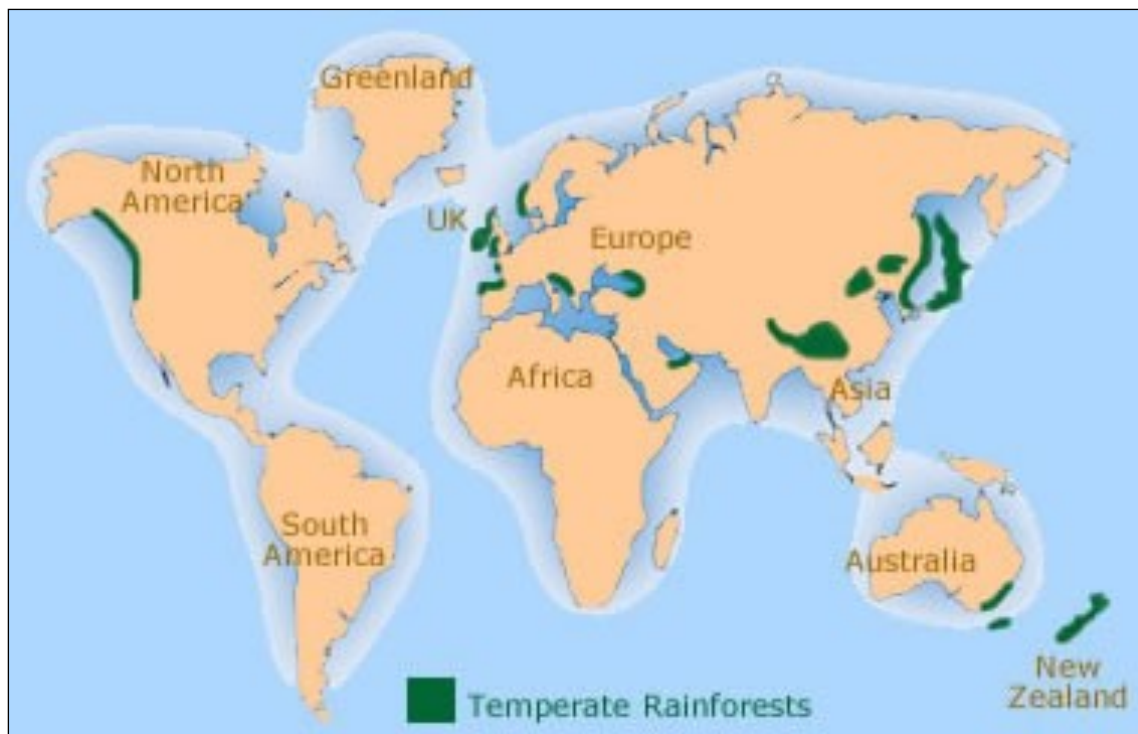 Greenland
North
America
UK
Europe
Africa
Asia
South
America
Australia
New
Zealand
Temperate Rainforests